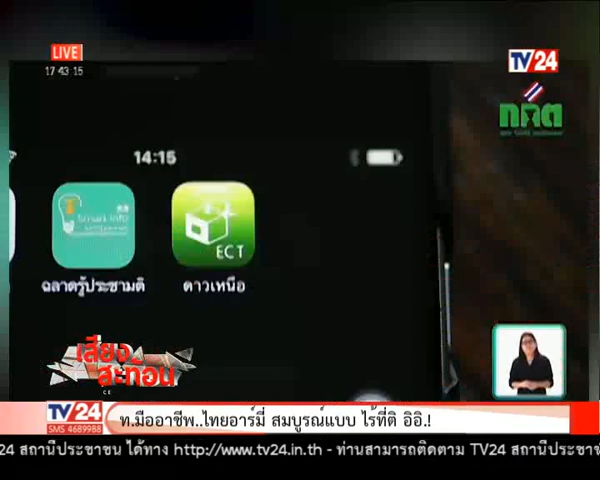 LIVE
17 43 15
TV 24
กกต
14:15
Smart Info
ECT
ฉลาดรู้ประชามติ
ดาวเหนือ
เสียง
สะท้อน
TV 24
SMS 4689988
ท.มืออาชีพ..ไทยอาร์มี่ สมบูรณ์แบบ ไร้ที่ติ อิอิ.!
24 สถานีประชาชน ได้ทาง http://www.tv24.in.th - ท่านสามารถติดตาม TV24 สถานีประชาช